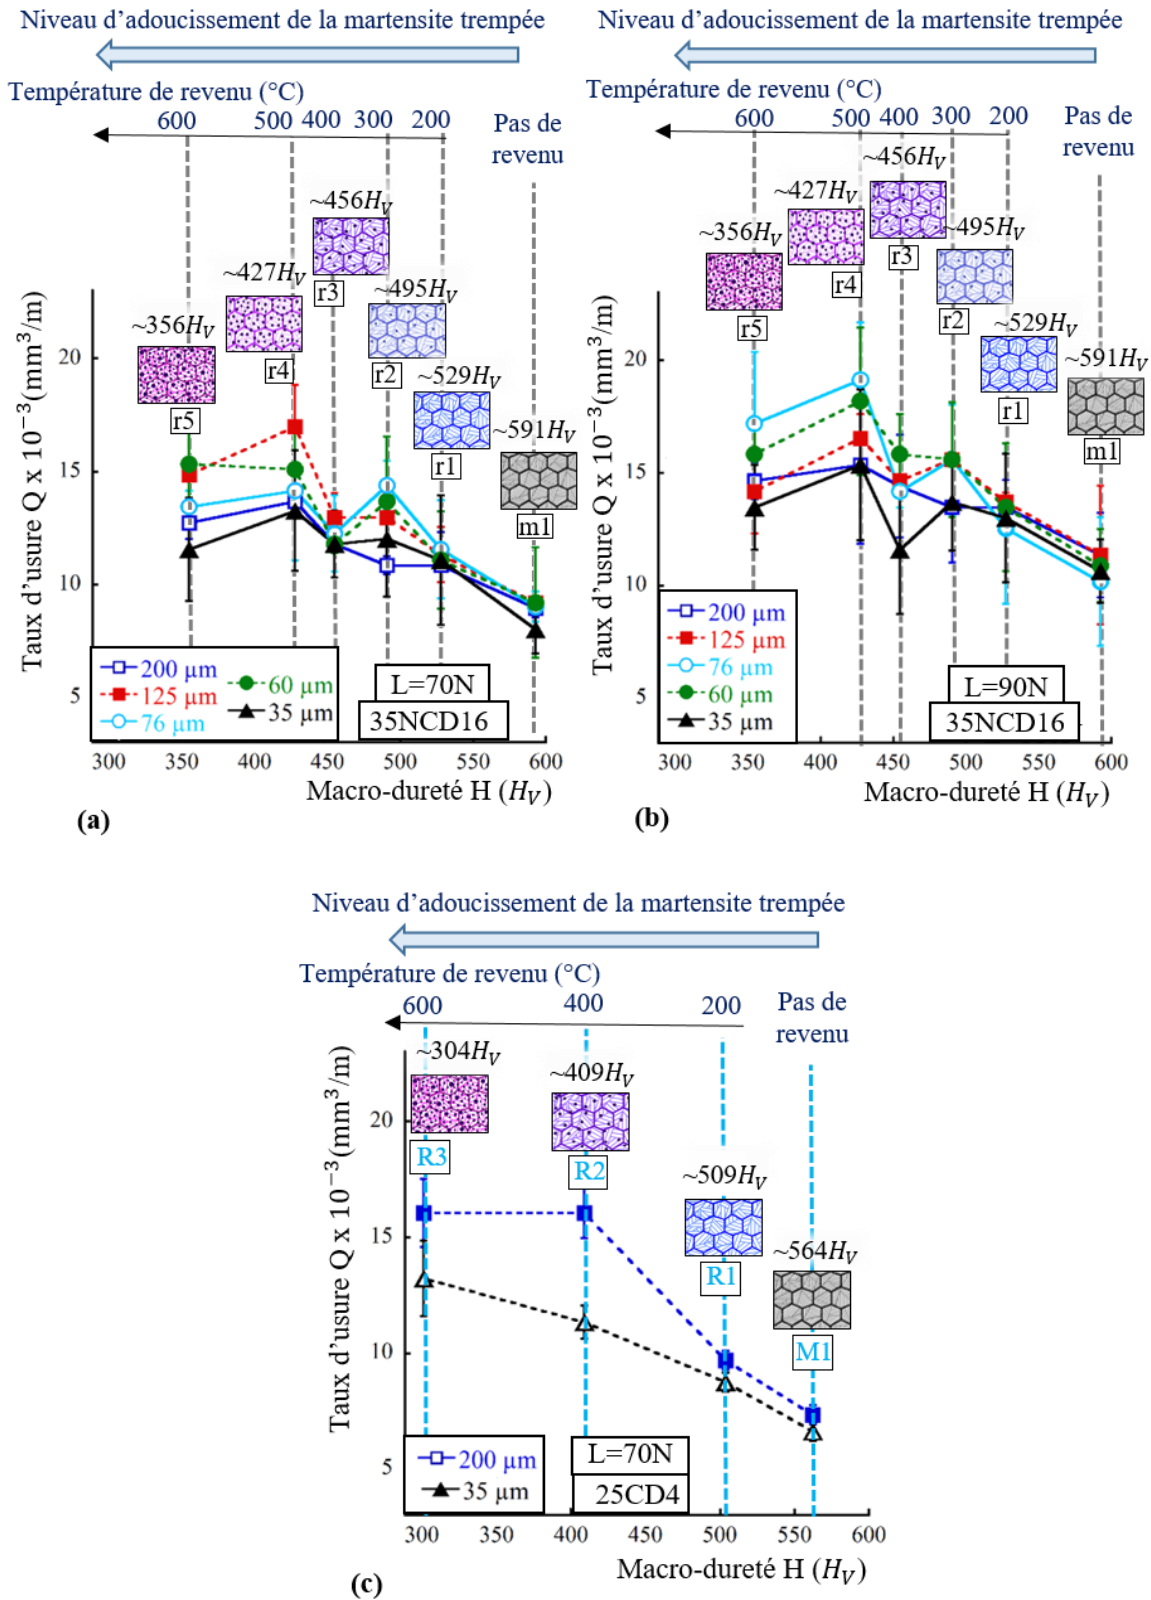 Niveau d'adoucissement de la martensite trempée
Température de revenu (°C)
600 500 400 300 200
Pas de
revenu
~456H_V
r3
~427H_V
r4
~495H_V
r2
~356H_V
r5
~529H_V
r1
~591H_V
m1
Taux d'usure Q x 10⁻³(mm³/m)
20
15
10
5
200 µm
125 µm
76 µm
60 µm
35 µm
L=70N
35NCD16
300 350 400 450 500 550 600
Macro-dureté H (H_V)
(a)
Niveau d'adoucissement de la martensite trempée
Température de revenu (°C)
600 500 400 300 200
Pas de
revenu
~456H_V
r3
~427H_V
r4
~495H_V
r2
~356H_V
r5
~529H_V
r1
~591H_V
m1
Taux d'usure Q x 10⁻³(mm³/m)
20
15
10
5
200 µm
125 µm
76 µm
60 µm
35 µm
L=90N
35NCD16
300 350 400 450 500 550 600
Macro-dureté H (H_V)
(b)
Niveau d'adoucissement de la martensite trempée
Température de revenu (°C)
600 400 200
Pas de
revenu
~304H_V
R3
~409H_V
R2
~509H_V
R1
~564H_V
M1
Taux d'usure Q x 10⁻³(mm³/m)
20
15
10
5
200 µm
35 µm
L=70N
25CD4
300 350 400 450 500 550 600
Macro-dureté H (H_V)
(c)